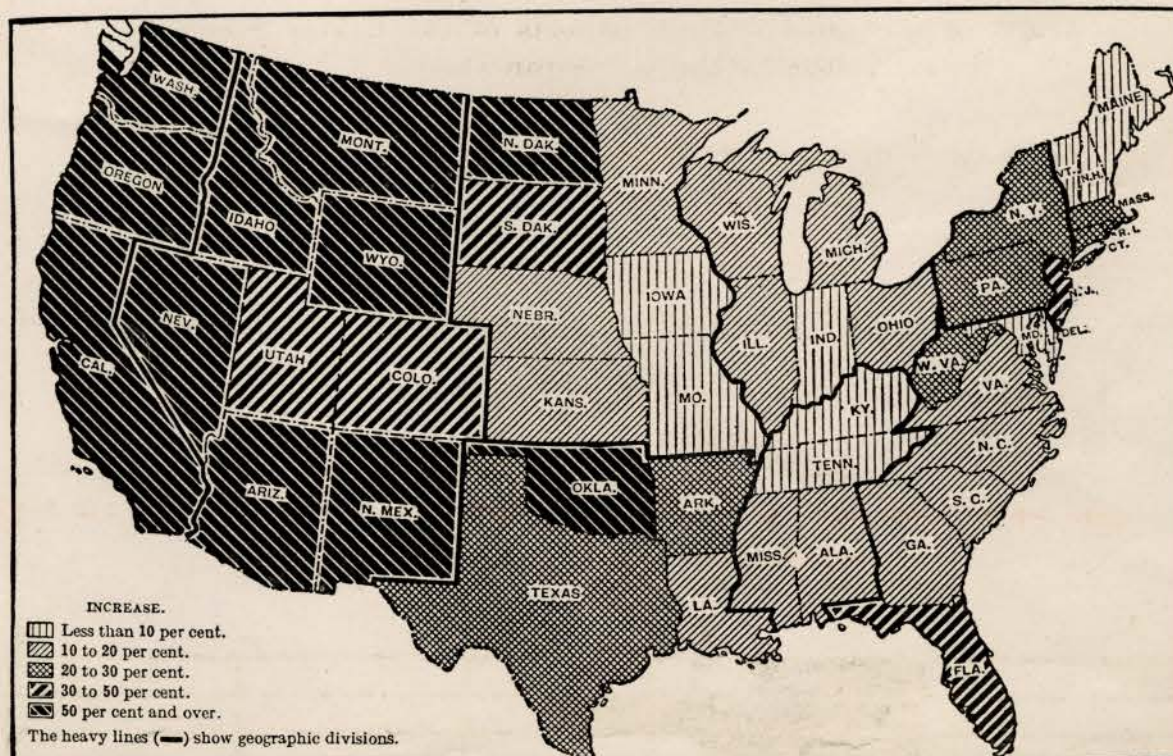 WASH.
MONT.
N. DAK.
MINN.
MAINE
VT.
N.H.
OREGON
IDAHO
S. DAK.
WIS.
MICH.
N. Y.
MASS.
R. I.
CT.
WYO.
IOWA
PA.
N. J.
NEV.
NEBR.
ILL.
IND.
OHIO
MD.
DEL.
CAL.
UTAH
COLO.
KANS.
MO.
KY.
W. VA.
VA.
TENN.
N. C.
ARIZ.
N. MEX.
OKLA.
ARK.
S. C.
MISS.
ALA.
GA.
TEXAS
LA.
FLA.
INCREASE.
Less than 10 per cent.
10 to 20 per cent.
20 to 30 per cent.
30 to 50 per cent.
50 per cent and over.
The heavy lines (▬) show geographic divisions.